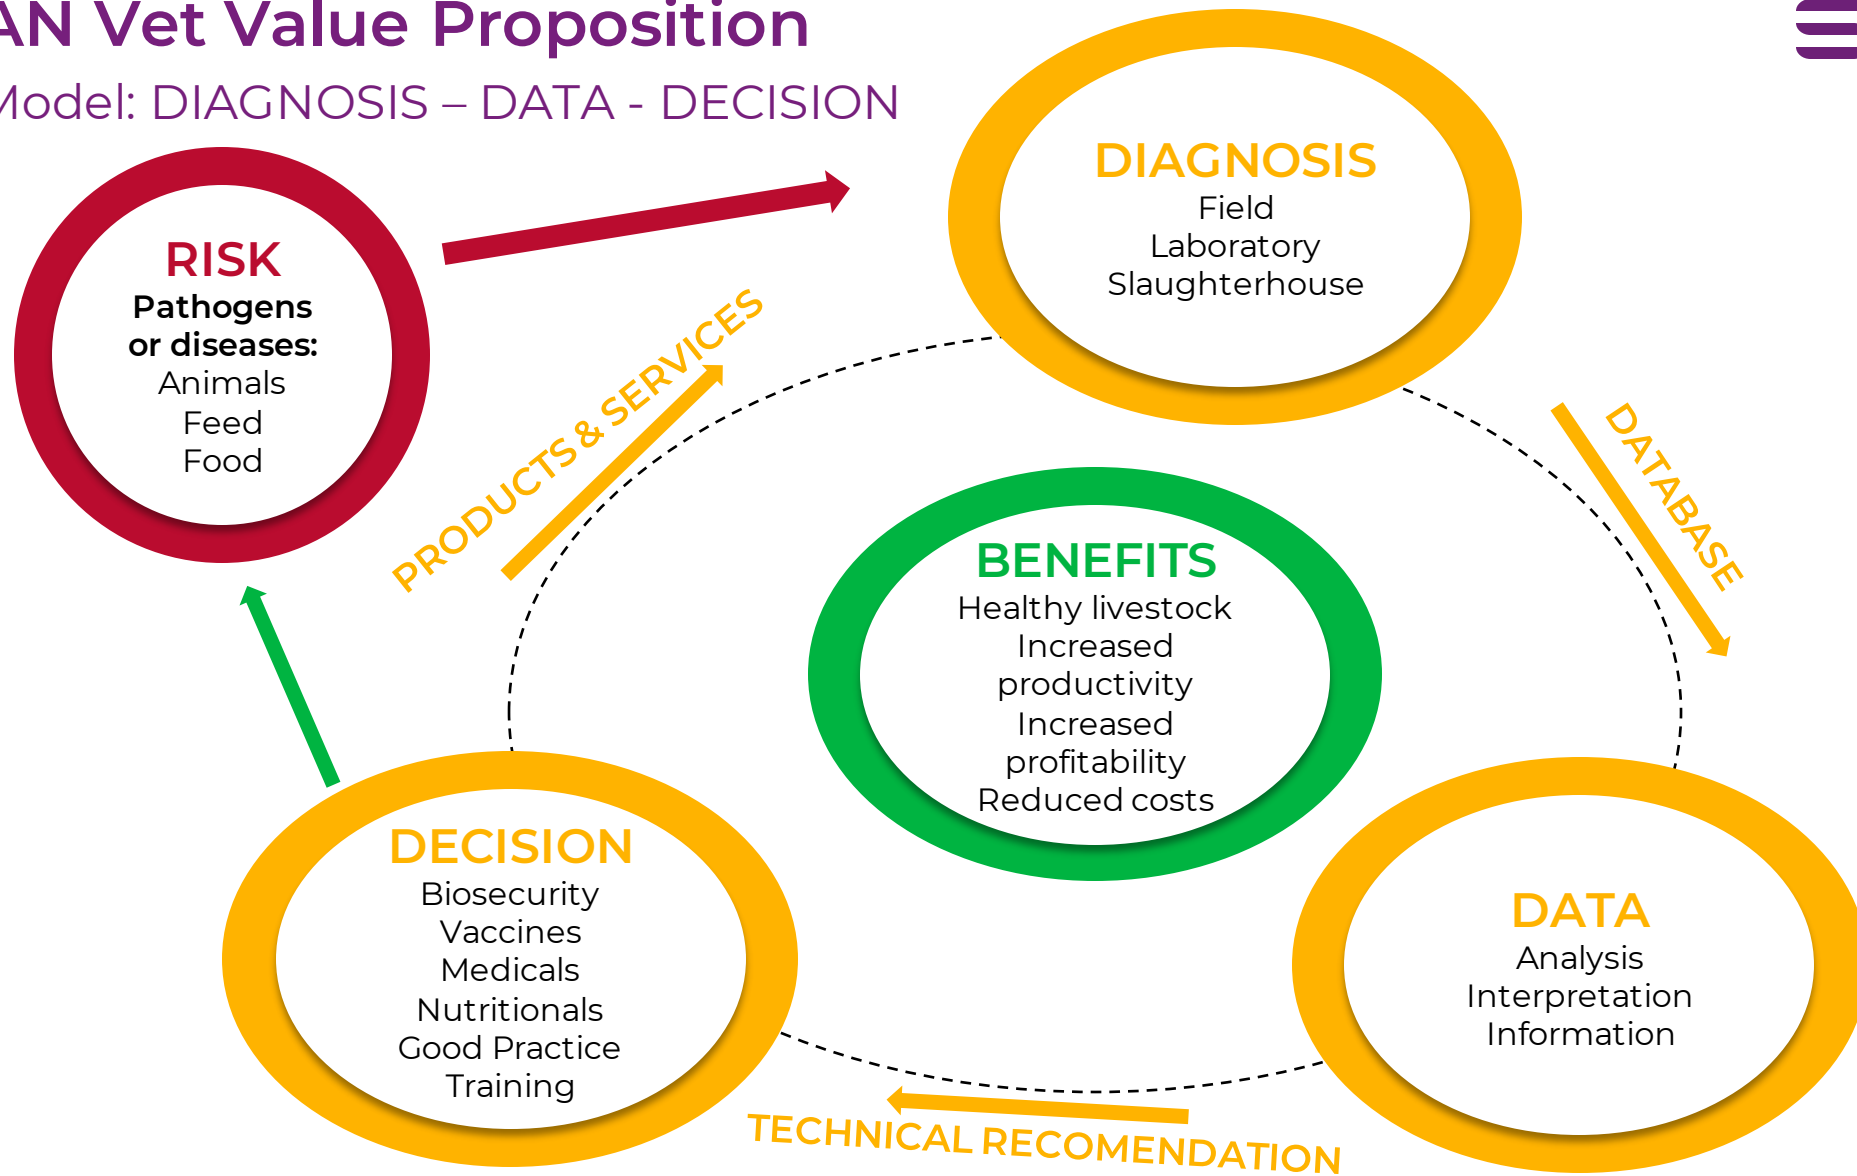 AN Vet Value Proposition
Model: DIAGNOSIS – DATA - DECISION
RISK
Pathogens
or diseases:
Animals
Feed
Food
DIAGNOSIS
Field
Laboratory
Slaughterhouse
PRODUCTS & SERVICES
DATABASE
BENEFITS
Healthy livestock
Increased
productivity
Increased
profitability
Reduced costs
DECISION
Biosecurity
Vaccines
Medicals
Nutritionals
Good Practice
Training
DATA
Analysis
Interpretation
Information
TECHNICAL RECOMENDATION